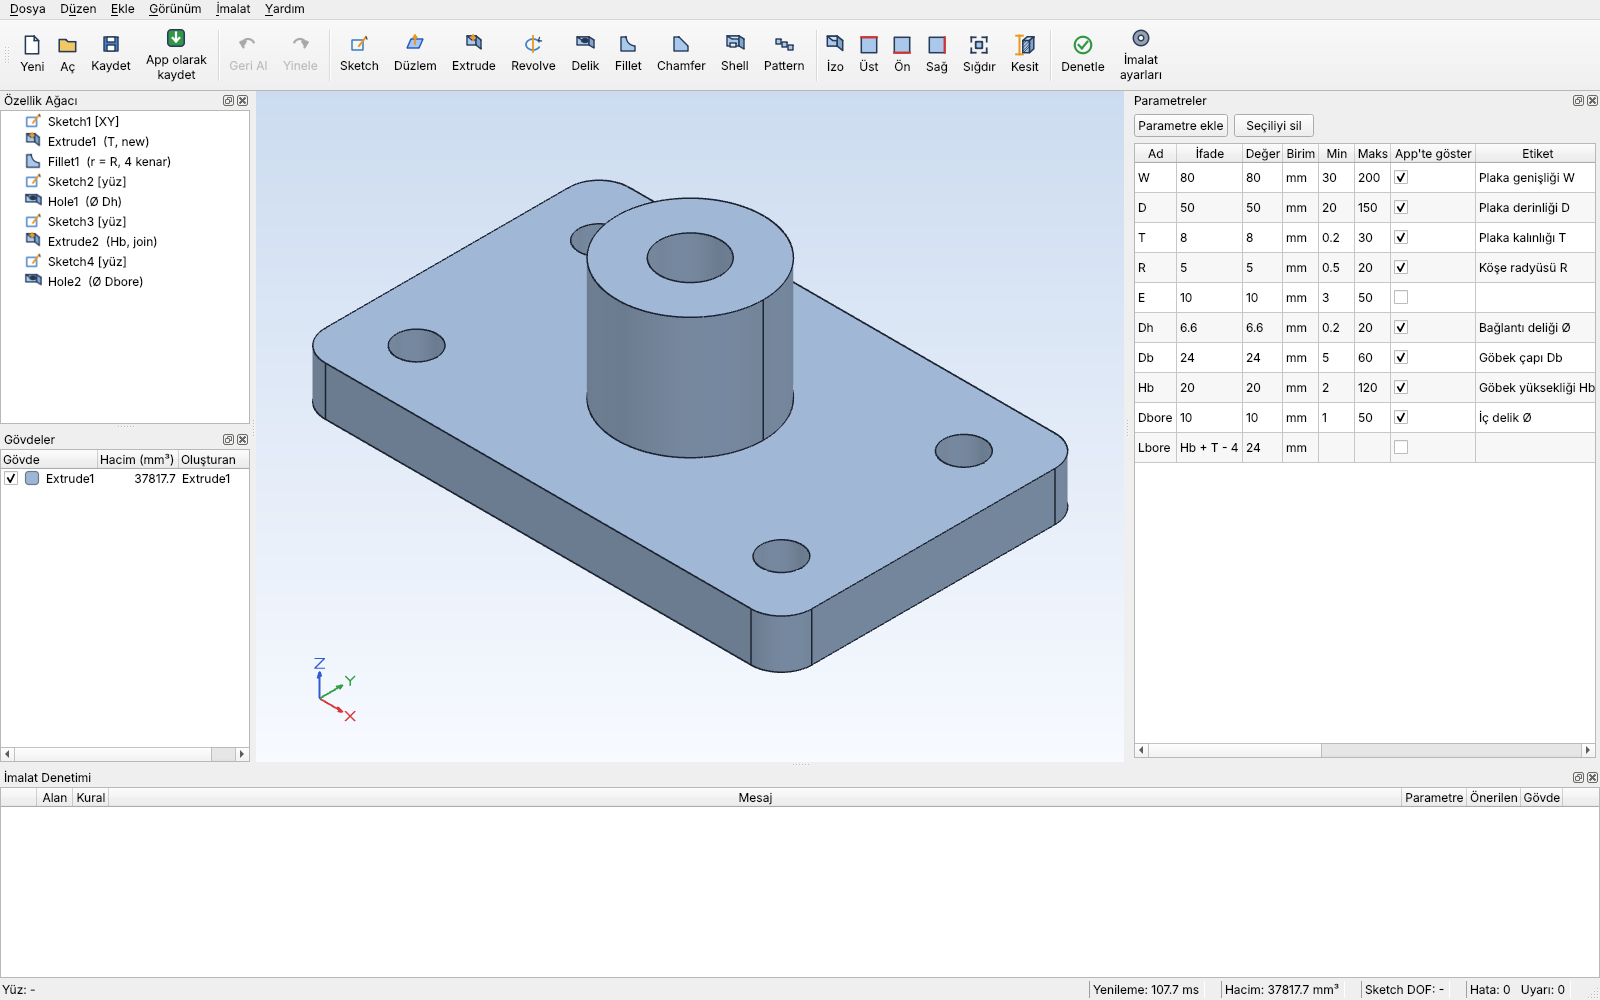 Dosya Düzen Ekle Görünüm İmalat Yardım
Yeni Aç Kaydet App olarak kaydet Geri Al Yinele Sketch Düzlem Extrude Revolve Delik Fillet Chamfer Shell Pattern İzo Üst Ön Sağ Sığdır Kesit Denetle İmalat ayarları
Özellik Ağacı
Sketch1 [XY]
Extrude1 (T, new)
Fillet1 (r = R, 4 kenar)
Sketch2 [yüz]
Hole1 (Ø Dh)
Sketch3 [yüz]
Extrude2 (Hb, join)
Sketch4 [yüz]
Hole2 (Ø Dbore)
Gövdeler
Gövde Hacim (mm³) Oluşturan
Extrude1 37817.7 Extrude1
Z
Y
X
Parametreler
Parametre ekle Seçiliyi sil
Ad İfade Değer Birim Min Maks App'te göster Etiket
W 80 80 mm 30 200 Plaka genişliği W
D 50 50 mm 20 150 Plaka derinliği D
T 8 8 mm 0.2 30 Plaka kalınlığı T
R 5 5 mm 0.5 20 Köşe radyüsü R
E 10 10 mm 3 50
Dh 6.6 6.6 mm 0.2 20 Bağlantı deliği Ø
Db 24 24 mm 5 60 Göbek çapı Db
Hb 20 20 mm 2 120 Göbek yüksekliği Hb
Dbore 10 10 mm 1 50 İç delik Ø
Lbore Hb + T - 4 24 mm
İmalat Denetimi
Alan Kural Mesaj Parametre Önerilen Gövde
Yüz: - Yenileme: 107.7 ms Hacim: 37817.7 mm³ Sketch DOF: - Hata: 0 Uyarı: 0